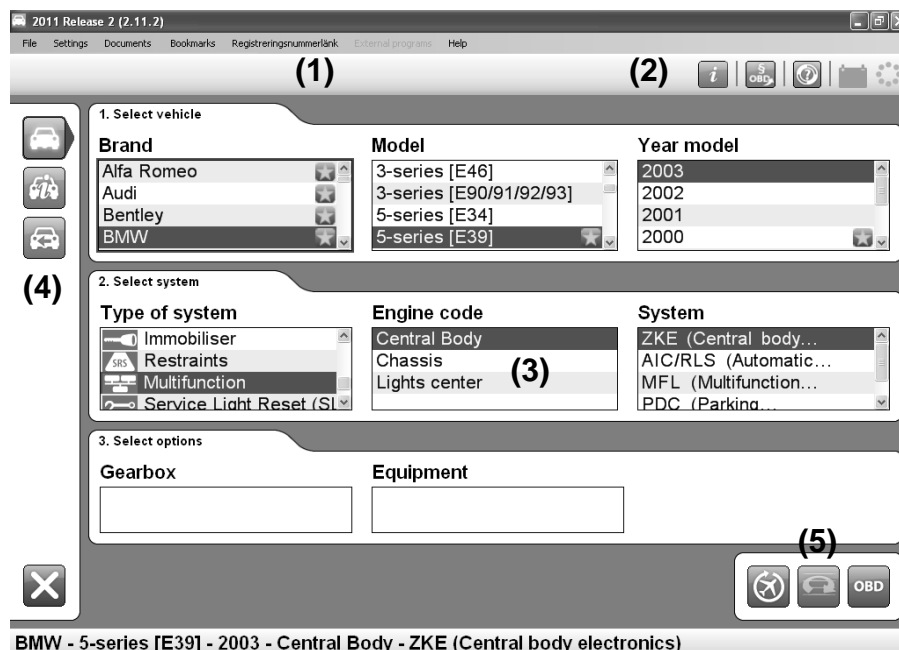 2011 Release 2 (2.11.2)
File Settings Documents Bookmarks Registreringsnummerlänk External programs Help
(1) (2) i § OBD ?
1. Select vehicle
Brand Model Year model
Alfa Romeo 3-series [E46] 2003
Audi 3-series [E90/91/92/93] 2002
Bentley 5-series [E34] 2001
BMW 5-series [E39] 2000
(4)
2. Select system
Type of system Engine code System
Immobiliser Central Body ZKE (Central body...
SRS Restraints Chassis AIC/RLS (Automatic...
Multifunction Lights center (3) MFL (Multifunction...
Service Light Reset (SL PDC (Parking...
3. Select options
Gearbox Equipment
(5)
OBD
BMW - 5-series [E39] - 2003 - Central Body - ZKE (Central body electronics)